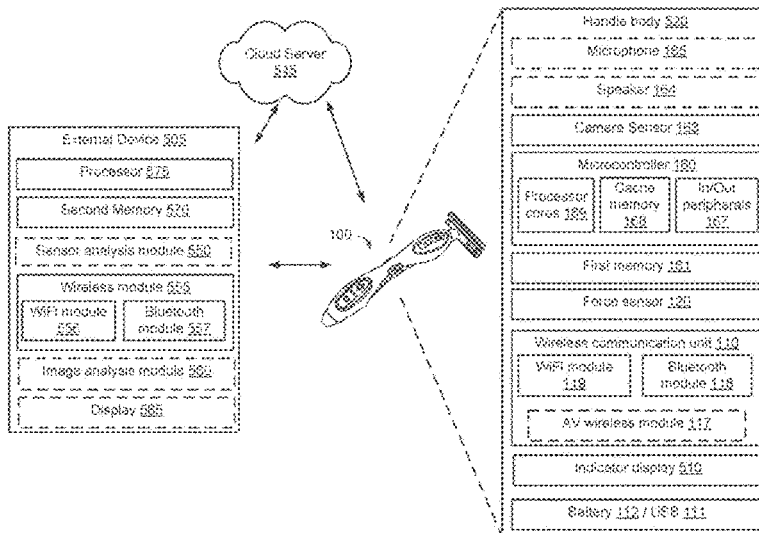 Cloud Server
535
External Device 505
Processor 575
Second Memory 570
Sensor analysis module 550
Wireless module 555
WiFi module
556
Bluetooth
module 557
Image analysis module 560
Display 565
100
Handle body 520
Microphone 165
Speaker 164
Camera Sensor 163
Microcontroller 160
Processor
cores 169
Cache
memory
168
In/Out
peripherals
167
First memory 161
Force sensor 120
Wireless communication unit 110
WiFi module
119
Bluetooth
module 118
AV wireless module 117
Indicator display 510
Battery 112 / USB 111